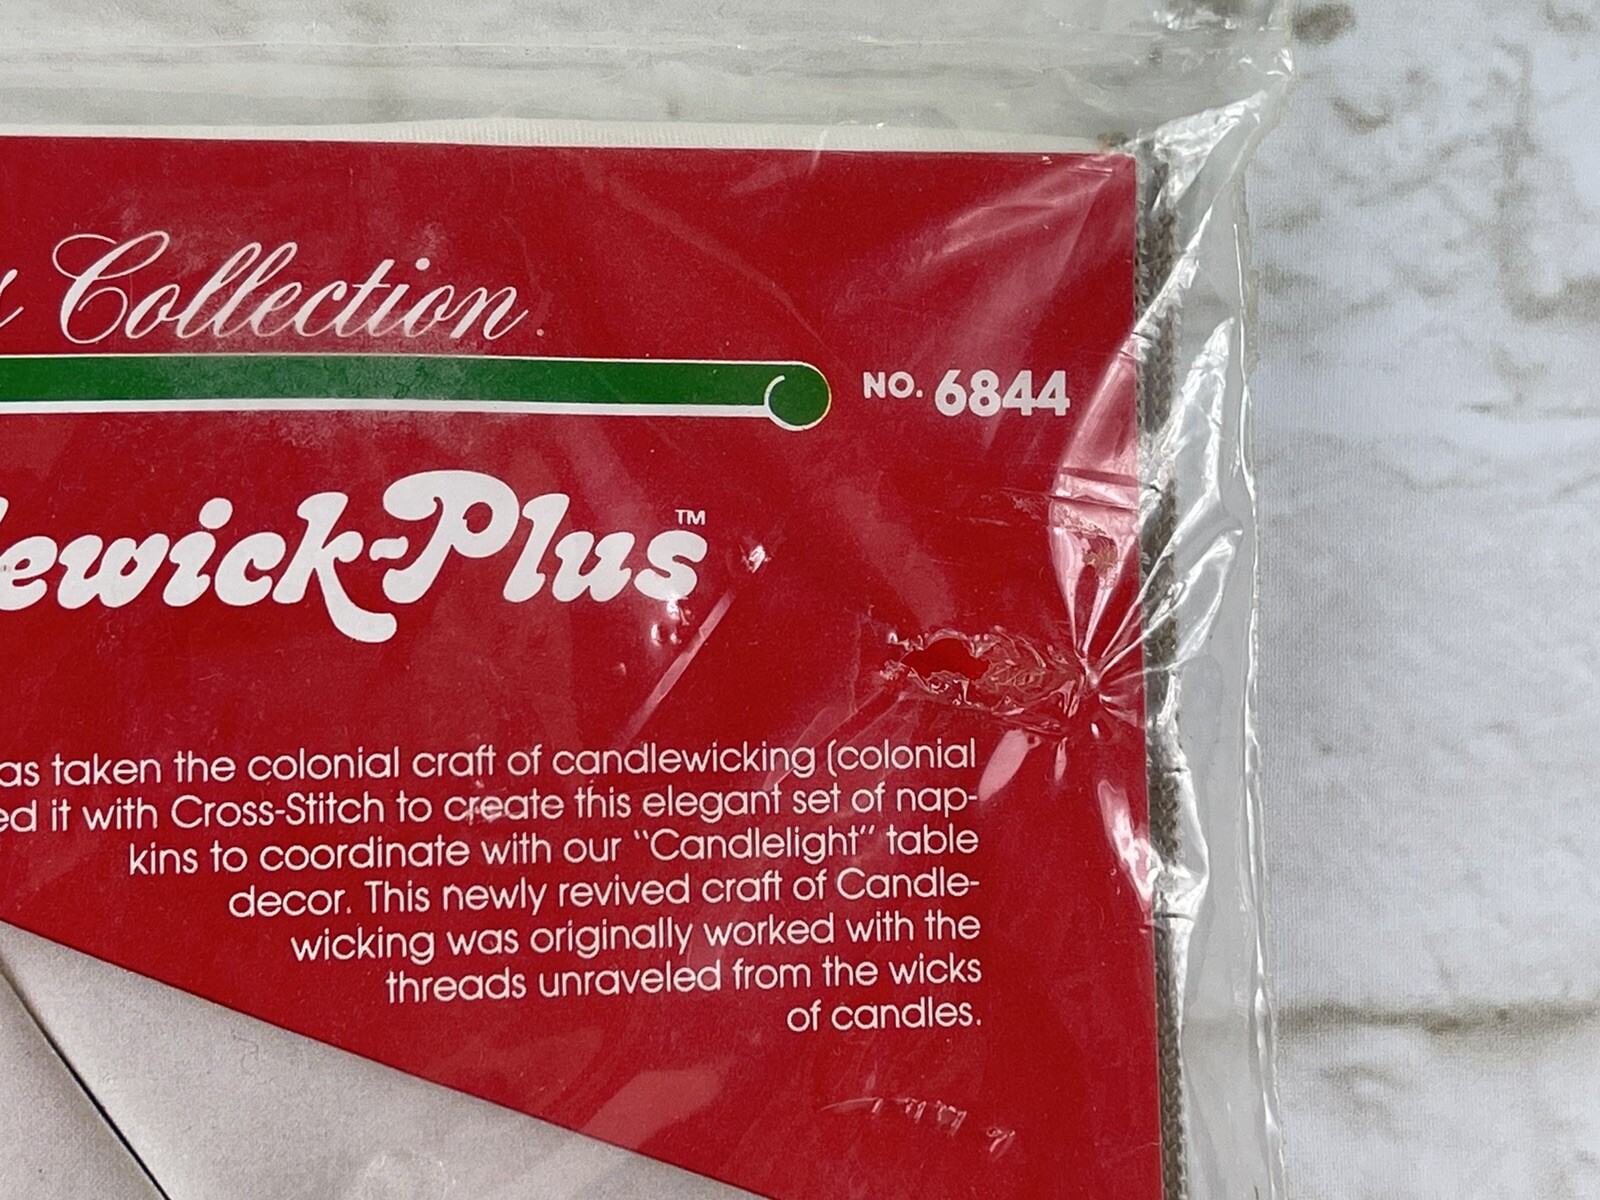 Collection
NO. 6844
ewick-Plus™
as taken the colonial craft of candlewicking (colonial
ed it with Cross-Stitch to create this elegant set of nap-
kins to coordinate with our "Candlelight" table
decor. This newly revived craft of Candle-
wicking was originally worked with the
threads unraveled from the wicks
of candles.